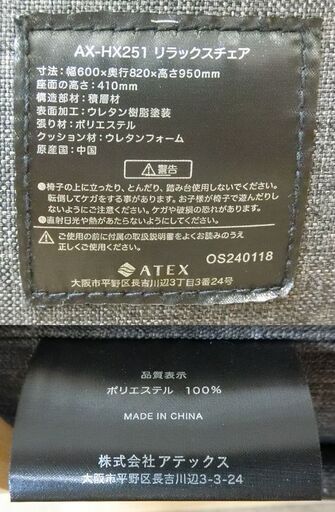 AX-HX251 リラックスチェア
寸法：幅600×奥行820×高さ950mm
座面の高さ：410mm
構造部材：積層材
表面加工：ウレタン樹脂塗装
張り材：ポリエステル
クッション材：ウレタンフォーム
原産国：中国
警告
●椅子の上に立ったり、とんだり、踏み台使用しないでください。
転倒してケガをする事があります。お子様が椅子で遊んだりし
ないようにご注意ください。ケガや破損の恐れがあります。
●直射日光や熱があたらないように、ご注意のうえ
正しくご使用ください。
●ご使用の前に付属の取扱説明書をよくお読みください。
OS240118
ATEX
大阪市平野区長吉川辺3丁目3番24号
品質表示
ポリエステル 100%
MADE IN CHINA
株式会社アテックス
大阪市平野区長吉川辺3-3-24